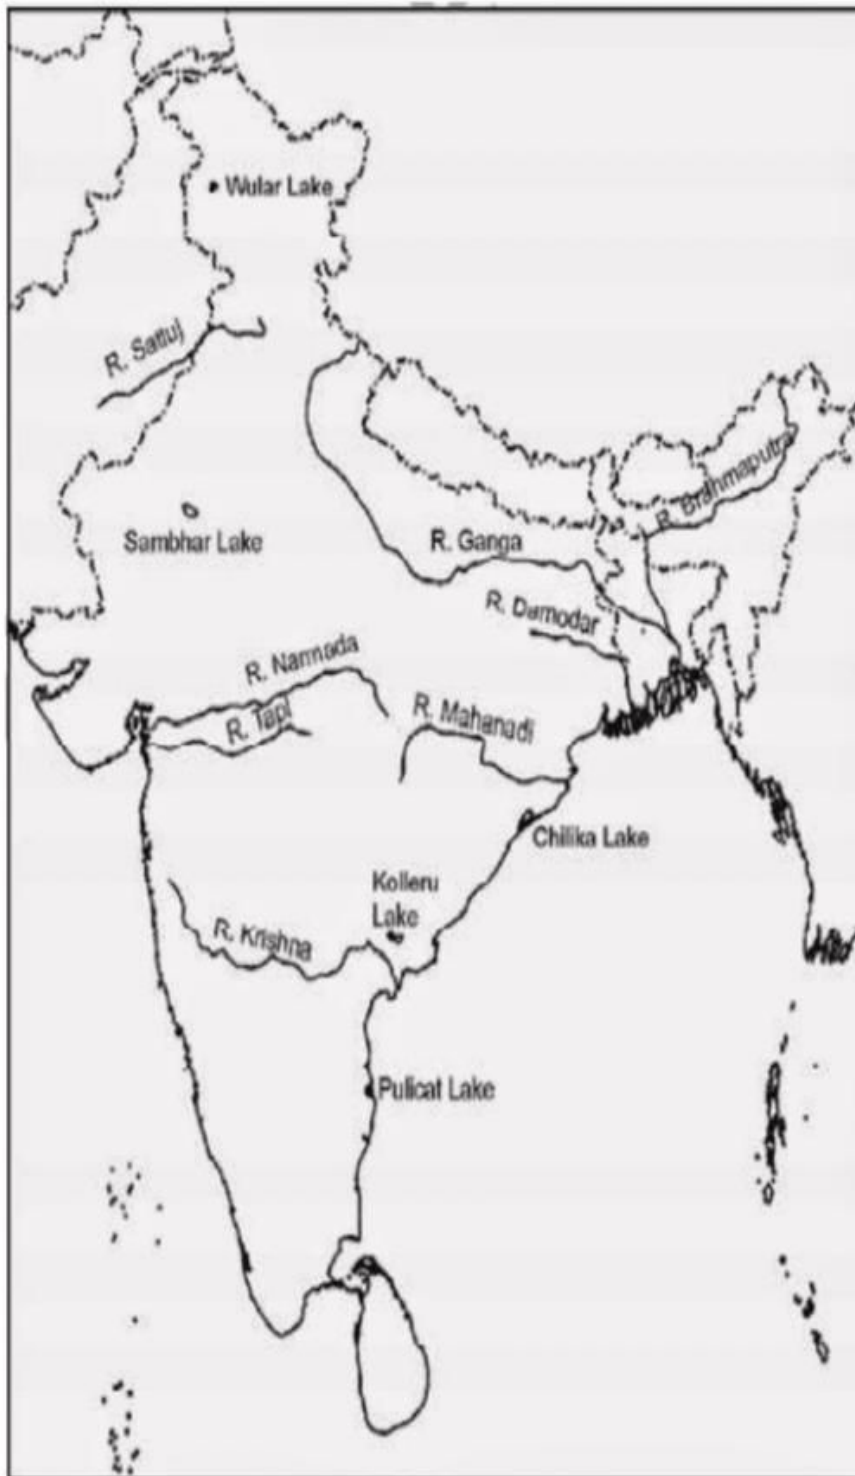 Wular Lake
R. Satluj
R. Brahmaputra
Sambhar Lake
R. Ganga
R. Damodar
R. Narmada
R. Tapi
R. Mahanadi
Chilika Lake
Kolleru
Lake
R. Krishna
Pulicat Lake